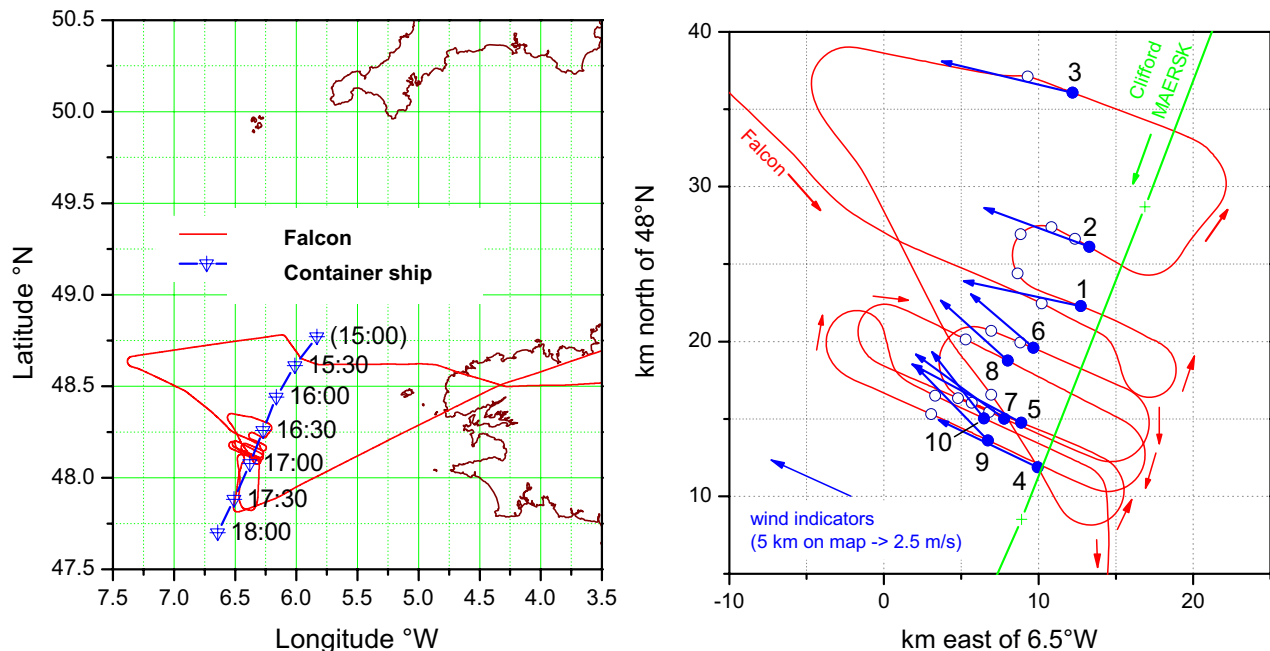 50.5
50.0
49.5
49.0
48.5
48.0
47.5
Latitude °N
Falcon
Container ship
(15:00)
15:30
16:00
16:30
17:00
17:30
18:00
7.5 7.0 6.5 6.0 5.5 5.0 4.5 4.0 3.5
Longitude °W
40
30
20
10
km north of 48°N
Falcon
Clifford
MAERSK
3
2
1
6
8
7
5
10
9
4
wind indicators
(5 km on map -> 2.5 m/s)
-10 0 10 20
km east of 6.5°W